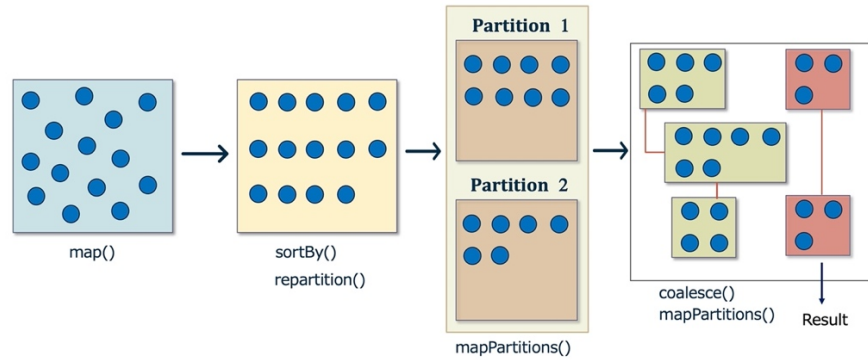 map()
sortBy()
repartition()
Partition 1
Partition 2
mapPartitions()
coalesce()
mapPartitions()
Result